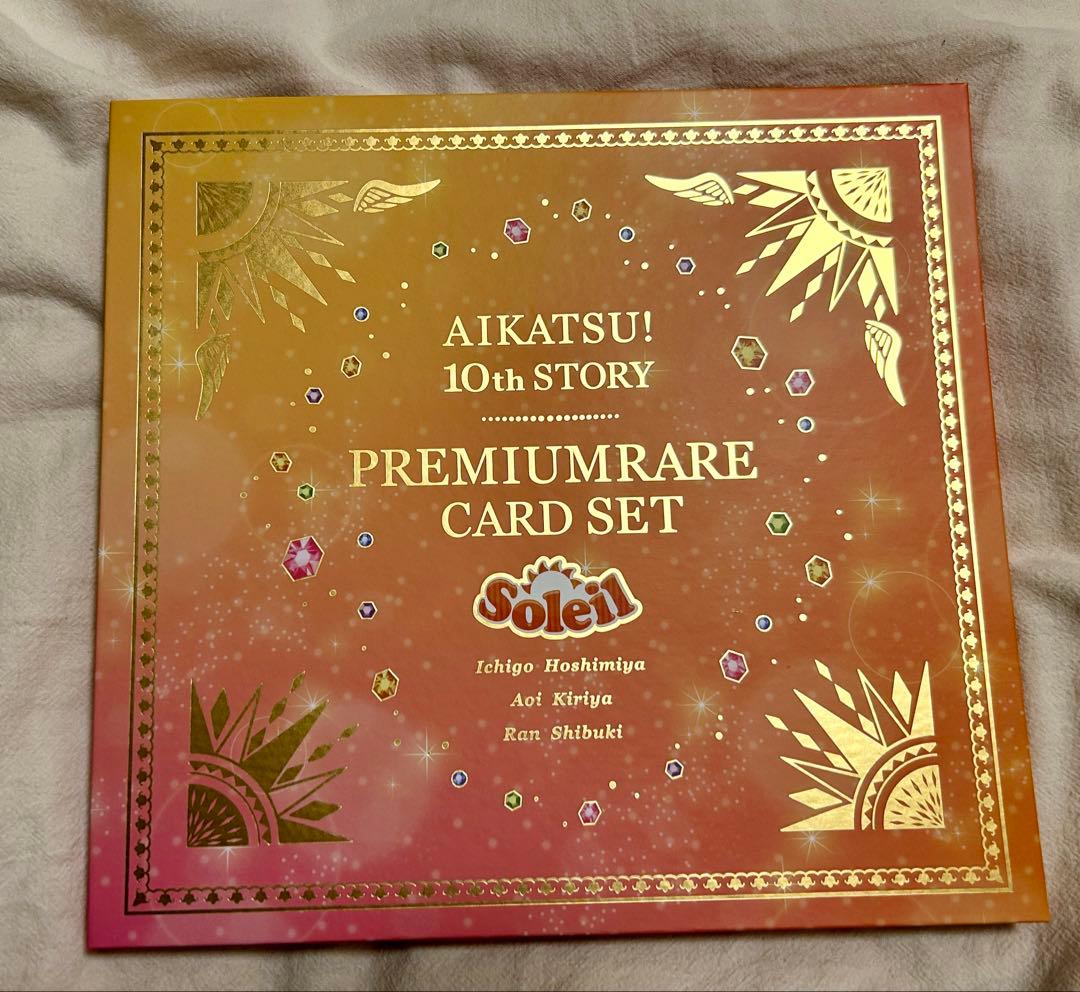 AIKATSU!
10th STORY
PREMIUMRARE
CARD SET
Soleil
Ichigo Hoshimiya
Aoi Kiriya
Ran Shibuki